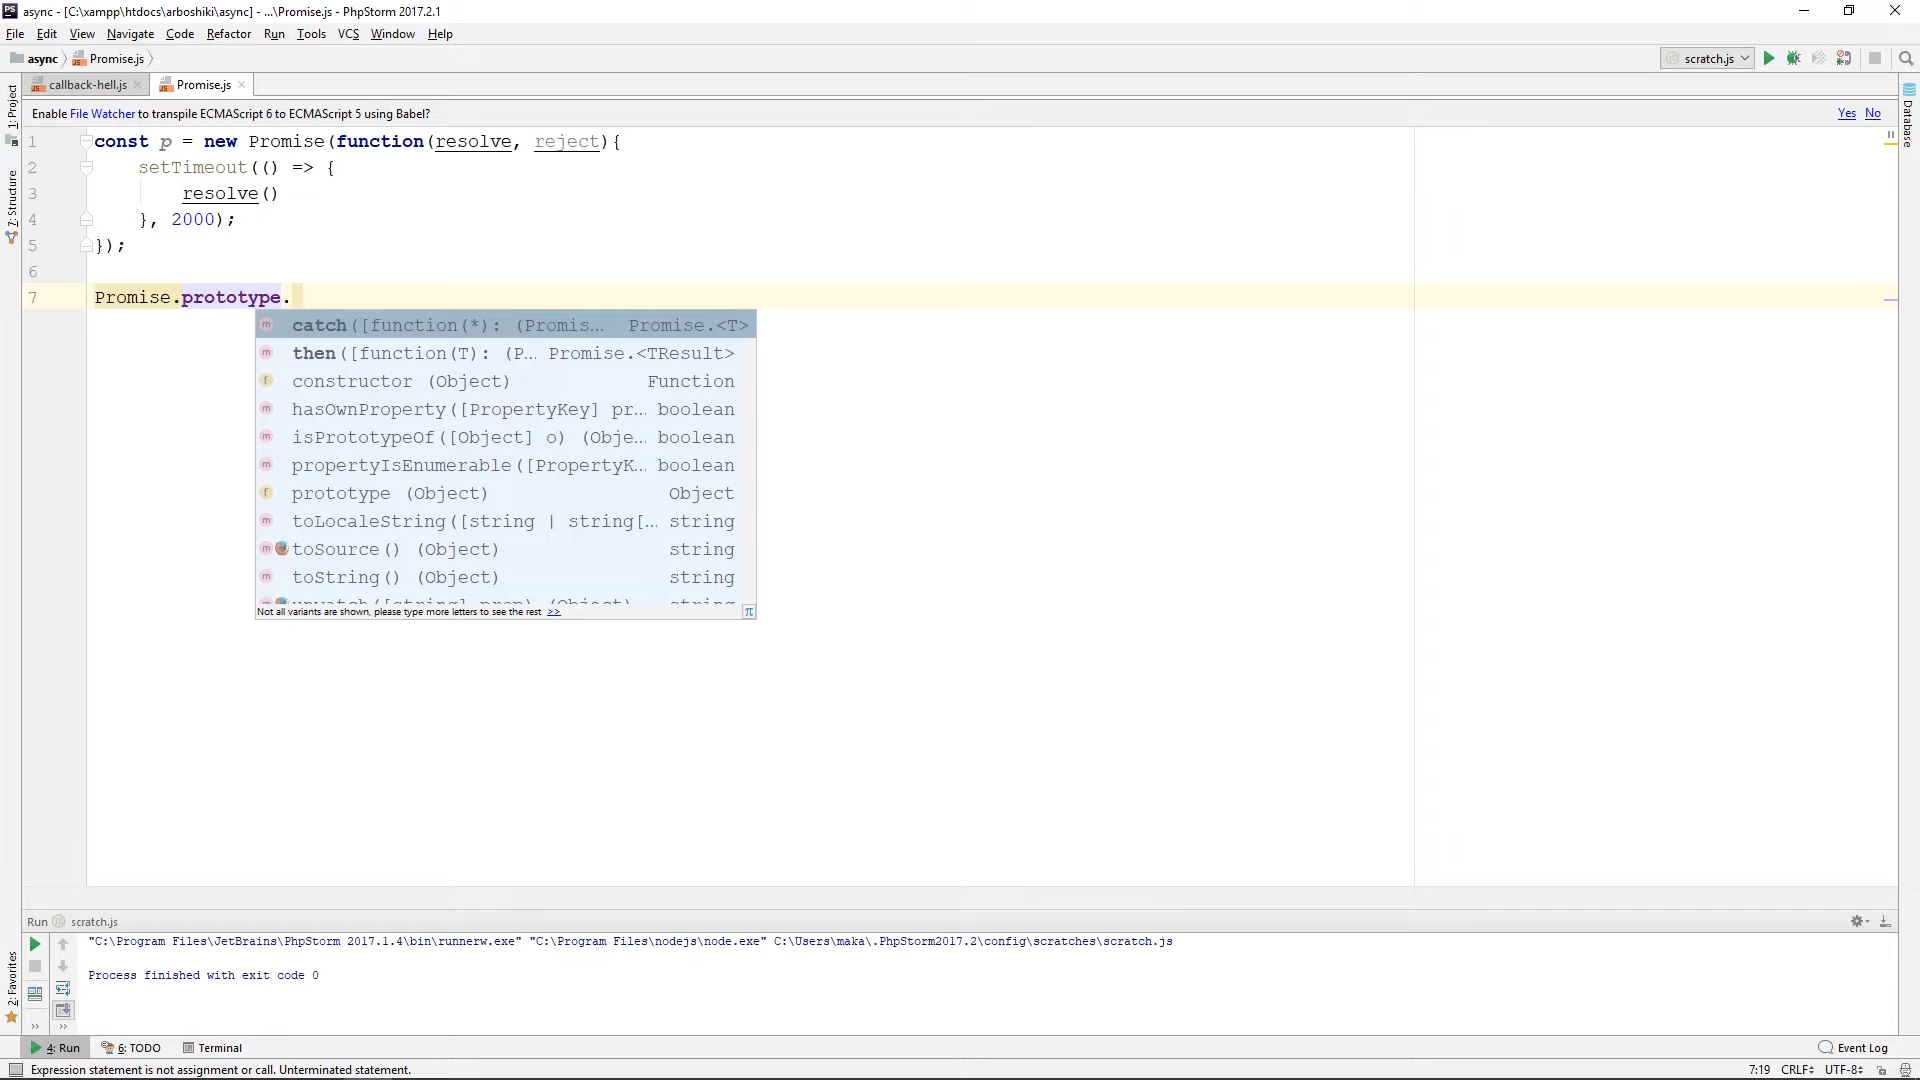 async - [C:\xampp\htdocs\arboshiki\async] - ...\Promise.js - PhpStorm 2017.2.1
File Edit View Navigate Code Refactor Run Tools VCS Window Help
async Promise.js scratch.js
callback-hell.js Promise.js
Enable File Watcher to transpile ECMAScript 6 to ECMAScript 5 using Babel? Yes No
1: Project
7: Structure
2: Favorites
Database
1 const p = new Promise(function(resolve, reject){
2 setTimeout(() => {
3 resolve()
4 }, 2000);
5 });
6
7 Promise.prototype.
catch([function(*): (Promis... Promise.<T>
then([function(T): (P... Promise.<TResult>
constructor (Object) Function
hasOwnProperty([PropertyKey] pr... boolean
isPrototypeOf([Object] o) (Obje... boolean
propertyIsEnumerable([PropertyK... boolean
prototype (Object) Object
toLocaleString([string | string[... string
toSource() (Object) string
toString() (Object) string
Not all variants are shown, please type more letters to see the rest >> π
Run scratch.js
"C:\Program Files\JetBrains\PhpStorm 2017.1.4\bin\runnerw.exe" "C:\Program Files\nodejs\node.exe" C:\Users\maka\.PhpStorm2017.2\config\scratches\scratch.js
Process finished with exit code 0
4: Run 6: TODO Terminal Event Log
Expression statement is not assignment or call. Unterminated statement. 7:19 CRLF UTF-8